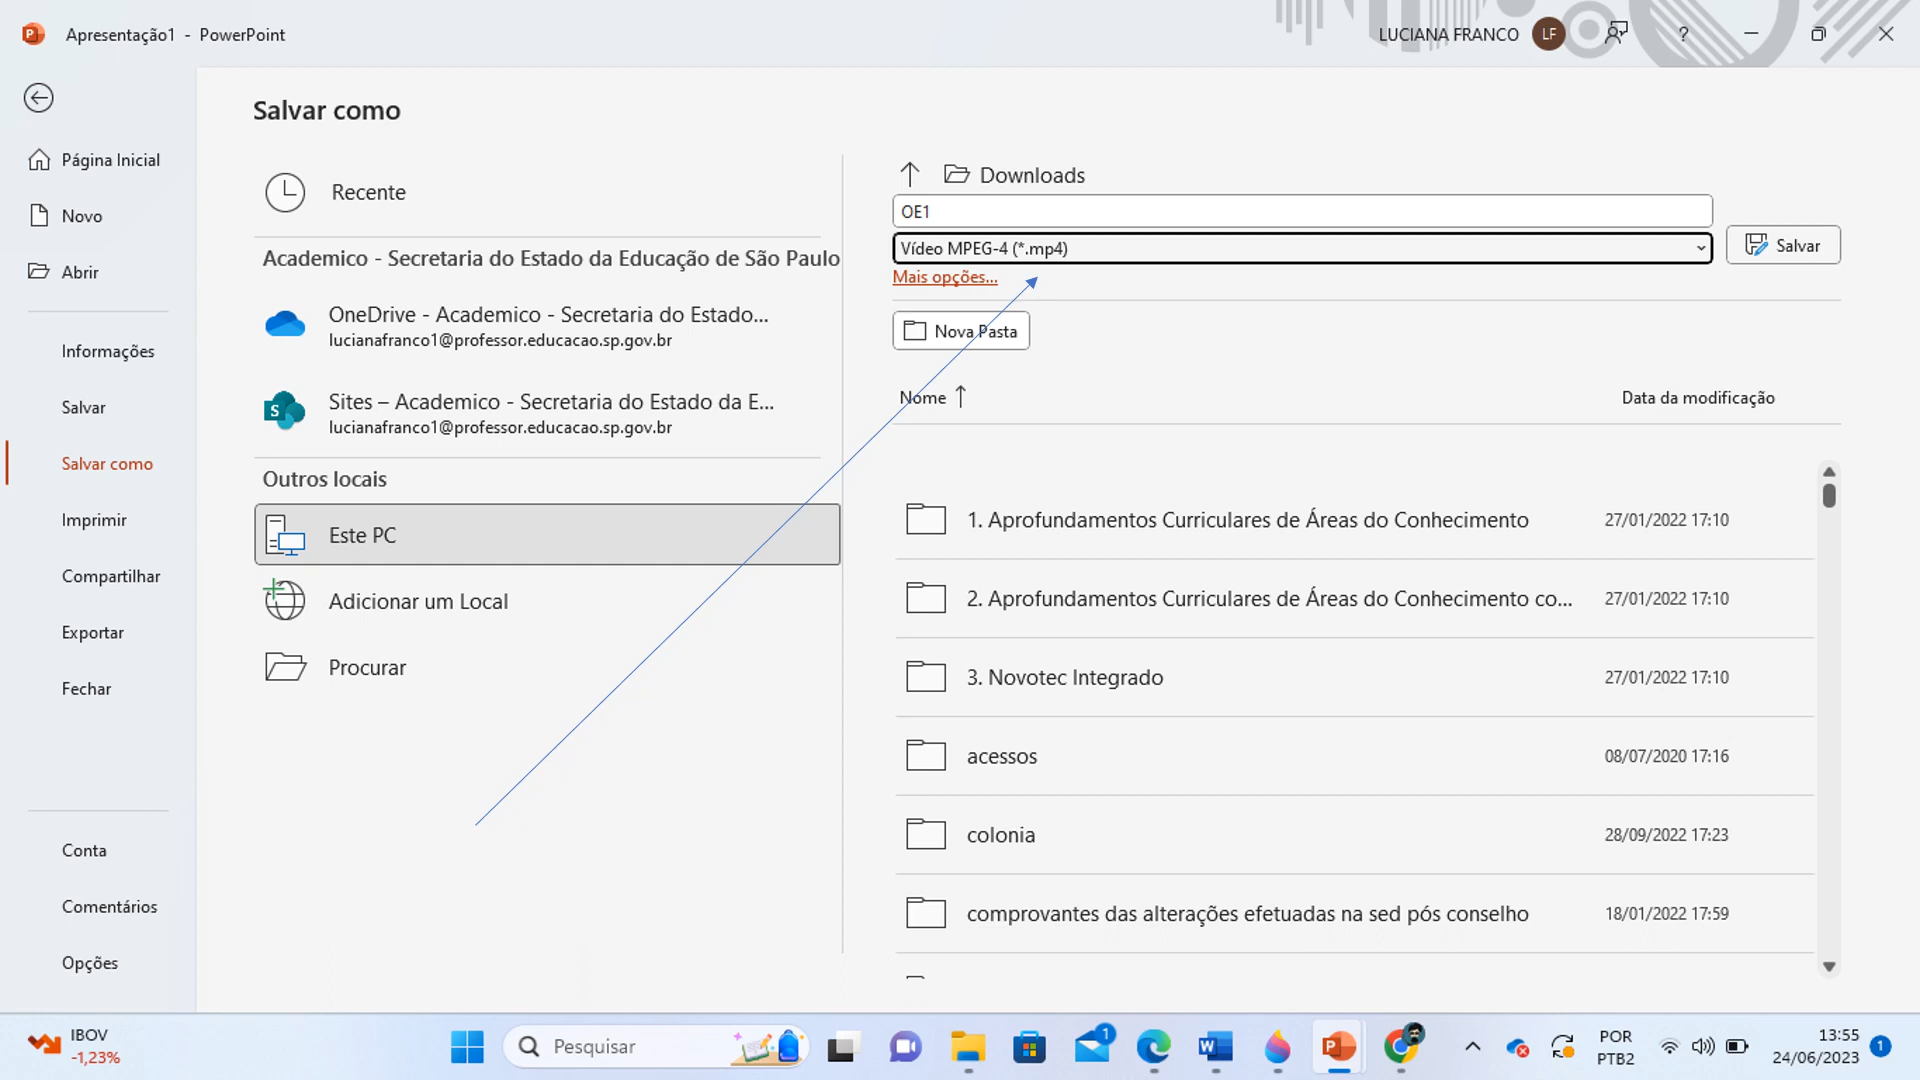 Apresentação1 - PowerPoint
LUCIANA FRANCO
LF
?
Salvar como
Página Inicial
Novo
Abrir
Informações
Salvar
Salvar como
Imprimir
Compartilhar
Exportar
Fechar
Conta
Comentários
Opções
Recente
Academico - Secretaria do Estado da Educação de São Paulo
OneDrive - Academico - Secretaria do Estado...
lucianafranco1@professor.educacao.sp.gov.br
Sites – Academico - Secretaria do Estado da E...
lucianafranco1@professor.educacao.sp.gov.br
Outros locais
Este PC
Adicionar um Local
Procurar
Downloads
OE1
Vídeo MPEG-4 (*.mp4)
Salvar
Mais opções...
Nova Pasta
Nome
Data da modificação
1. Aprofundamentos Curriculares de Áreas do Conhecimento 27/01/2022 17:10
2. Aprofundamentos Curriculares de Áreas do Conhecimento co... 27/01/2022 17:10
3. Novotec Integrado 27/01/2022 17:10
acessos 08/07/2020 17:16
colonia 28/09/2022 17:23
comprovantes das alterações efetuadas na sed pós conselho 18/01/2022 17:59
IBOV
-1,23%
Pesquisar
1
POR
PTB2
13:55
24/06/2023
1